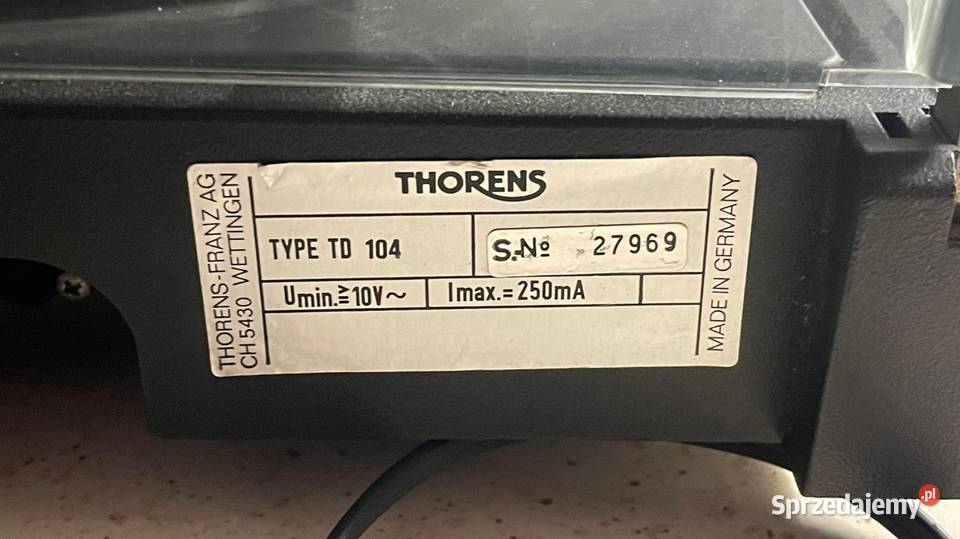 THORENS-FRANZ AG
CH 5430 WETTINGEN
THORENS
TYPE TD 104
S.-Nº 27969
Umin.≧10V~
Imax.=250mA
MADE IN GERMANY
Sprzedajemy.pl